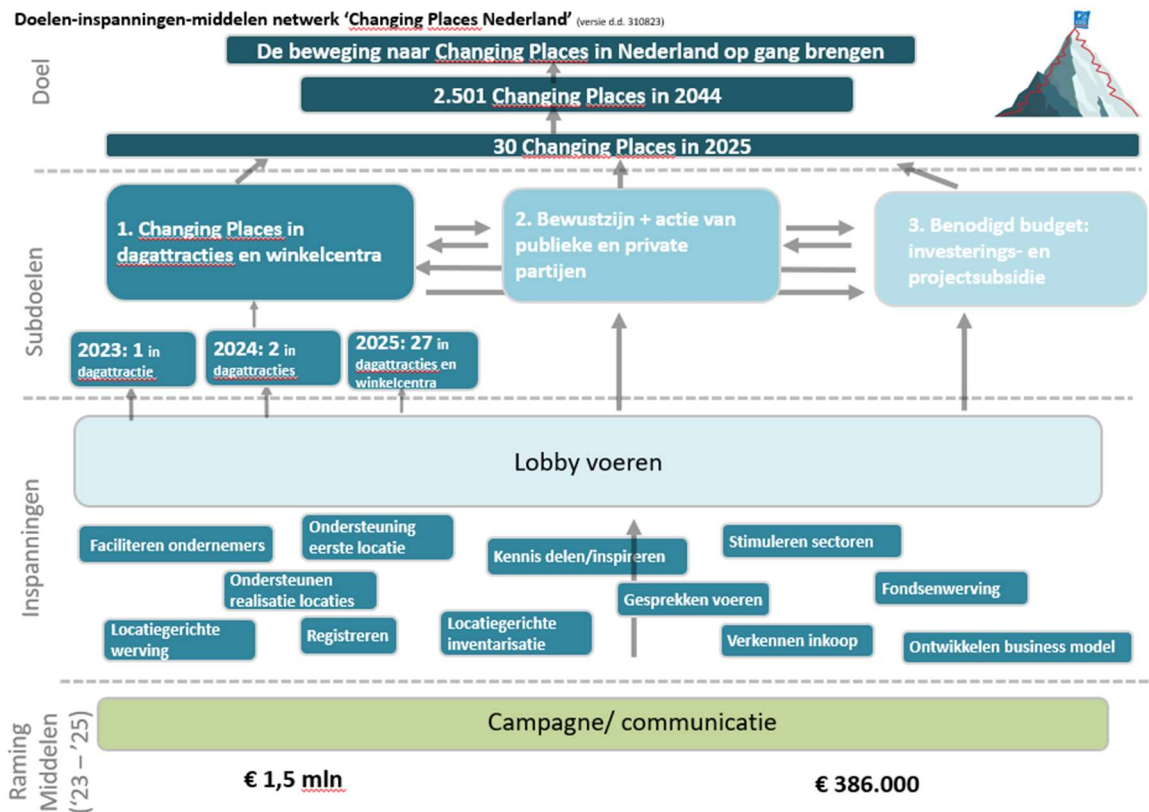 Doelen-inspanningen-middelen netwerk ‘Changing Places Nederland’ (versie d.d. 310823)
Doel
De beweging naar Changing Places in Nederland op gang brengen
2.501 Changing Places in 2044
30 Changing Places in 2025
Subdoelen
1. Changing Places in
dagattracties en winkelcentra
2. Bewustzijn + actie van
publieke en private
partijen
3. Benodigd budget:
investerings- en
projectsubsidie
2023: 1 in
dagattractie
2024: 2 in
dagattracties
2025: 27 in
dagattracties en
winkelcentra
Inspanningen
Lobby voeren
Faciliteren ondernemers
Ondersteuning
eerste locatie
Kennis delen/inspireren
Stimuleren sectoren
Ondersteunen
realisatie locaties
Gesprekken voeren
Fondsenwerving
Locatiegerichte
werving
Registreren
Locatiegerichte
inventarisatie
Verkennen inkoop
Ontwikkelen business model
Raming
Middelen
(‘23 – ’25)
Campagne/ communicatie
€ 1,5 mln
€ 386.000